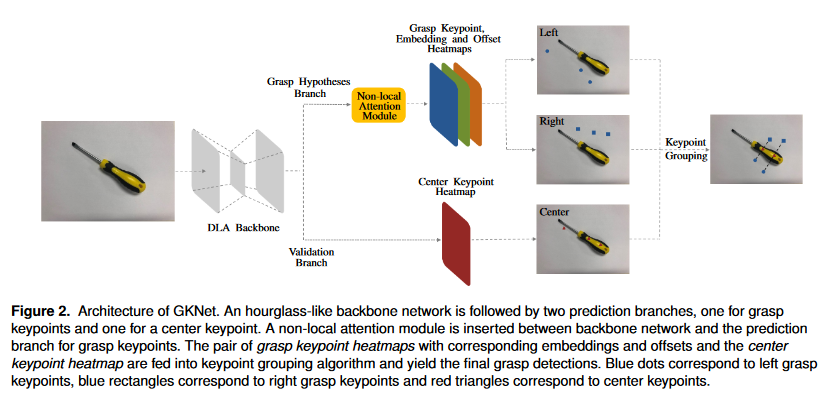 Grasp Keypoint,
Embedding and Offset
Heatmaps
Left
Grasp Hypotheses
Branch
Non-local
Attention
Module
Right
Keypoint
Grouping
Center Keypoint
Heatmap
DLA Backbone
Center
Validation
Branch
Figure 2. Architecture of GKNet. An hourglass-like backbone network is followed by two prediction branches, one for grasp
keypoints and one for a center keypoint. A non-local attention module is inserted between backbone network and the prediction
branch for grasp keypoints. The pair of grasp keypoint heatmaps with corresponding embeddings and offsets and the center
keypoint heatmap are fed into keypoint grouping algorithm and yield the final grasp detections. Blue dots correspond to left grasp
keypoints, blue rectangles correspond to right grasp keypoints and red triangles correspond to center keypoints.